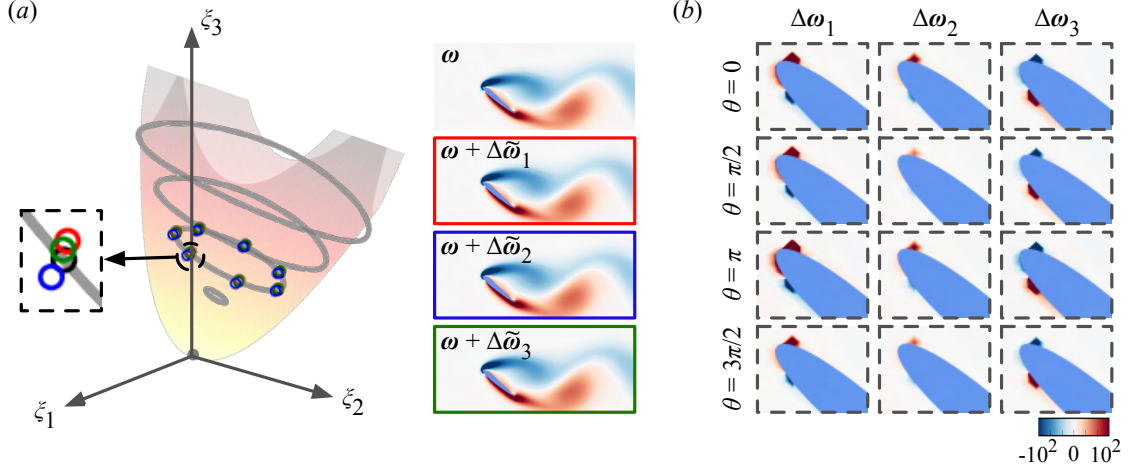 (a)
ξ3
ξ1
ξ2
ω
ω + Δω̃1
ω + Δω̃2
ω + Δω̃3
(b)
Δω1 Δω2 Δω3
θ = 0
θ = π/2
θ = π
θ = 3π/2
-10² 0 10²